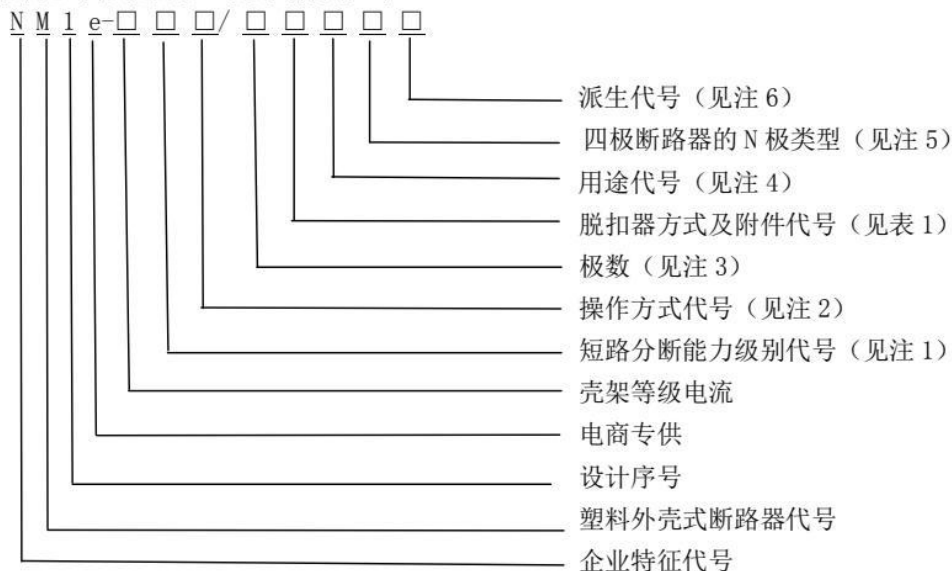 N M 1 e-□ □ □/ □ □ □ □ □
派生代号（见注 6）
四极断路器的 N 极类型（见注 5）
用途代号（见注 4）
脱扣器方式及附件代号（见表 1）
极数（见注 3）
操作方式代号（见注 2）
短路分断能力级别代号（见注 1）
壳架等级电流
电商专供
设计序号
塑料外壳式断路器代号
企业特征代号